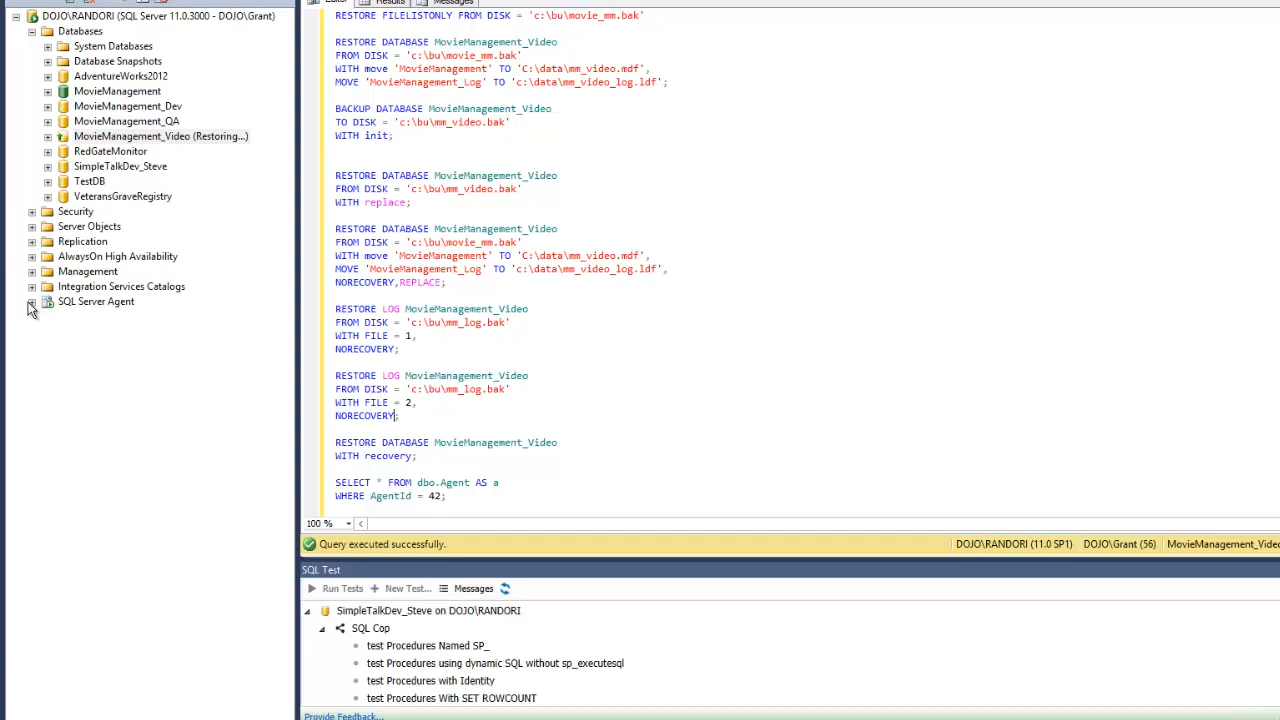 Editor Results Messages
DOJO\RANDORI (SQL Server 11.0.3000 - DOJO\Grant)
Databases
System Databases
Database Snapshots
AdventureWorks2012
MovieManagement
MovieManagement_Dev
MovieManagement_QA
MovieManagement_Video (Restoring...)
RedGateMonitor
SimpleTalkDev_Steve
TestDB
VeteransGraveRegistry
Security
Server Objects
Replication
AlwaysOn High Availability
Management
Integration Services Catalogs
SQL Server Agent
RESTORE FILELISTONLY FROM DISK = 'c:\bu\movie_mm.bak'
RESTORE DATABASE MovieManagement_Video
FROM DISK = 'c:\bu\movie_mm.bak'
WITH move 'MovieManagement' TO 'C:\data\mm_video.mdf',
MOVE 'MovieManagement_Log' TO 'c:\data\mm_video_log.ldf';
BACKUP DATABASE MovieManagement_Video
TO DISK = 'c:\bu\mm_video.bak'
WITH init;
RESTORE DATABASE MovieManagement_Video
FROM DISK = 'c:\bu\mm_video.bak'
WITH replace;
RESTORE DATABASE MovieManagement_Video
FROM DISK = 'c:\bu\movie_mm.bak'
WITH move 'MovieManagement' TO 'C:\data\mm_video.mdf',
MOVE 'MovieManagement_Log' TO 'c:\data\mm_video_log.ldf',
NORECOVERY,REPLACE;
RESTORE LOG MovieManagement_Video
FROM DISK = 'c:\bu\mm_log.bak'
WITH FILE = 1,
NORECOVERY;
RESTORE LOG MovieManagement_Video
FROM DISK = 'c:\bu\mm_log.bak'
WITH FILE = 2,
NORECOVERY;
RESTORE DATABASE MovieManagement_Video
WITH recovery;
SELECT * FROM dbo.Agent AS a
WHERE AgentId = 42;
100 %
Query executed successfully. DOJO\RANDORI (11.0 SP1) DOJO\Grant (56) MovieManagement_Video
SQL Test
Run Tests New Test... Messages
SimpleTalkDev_Steve on DOJO\RANDORI
SQL Cop
test Procedures Named SP_
test Procedures using dynamic SQL without sp_executesql
test Procedures with Identity
test Procedures With SET ROWCOUNT
Provide Feedback...